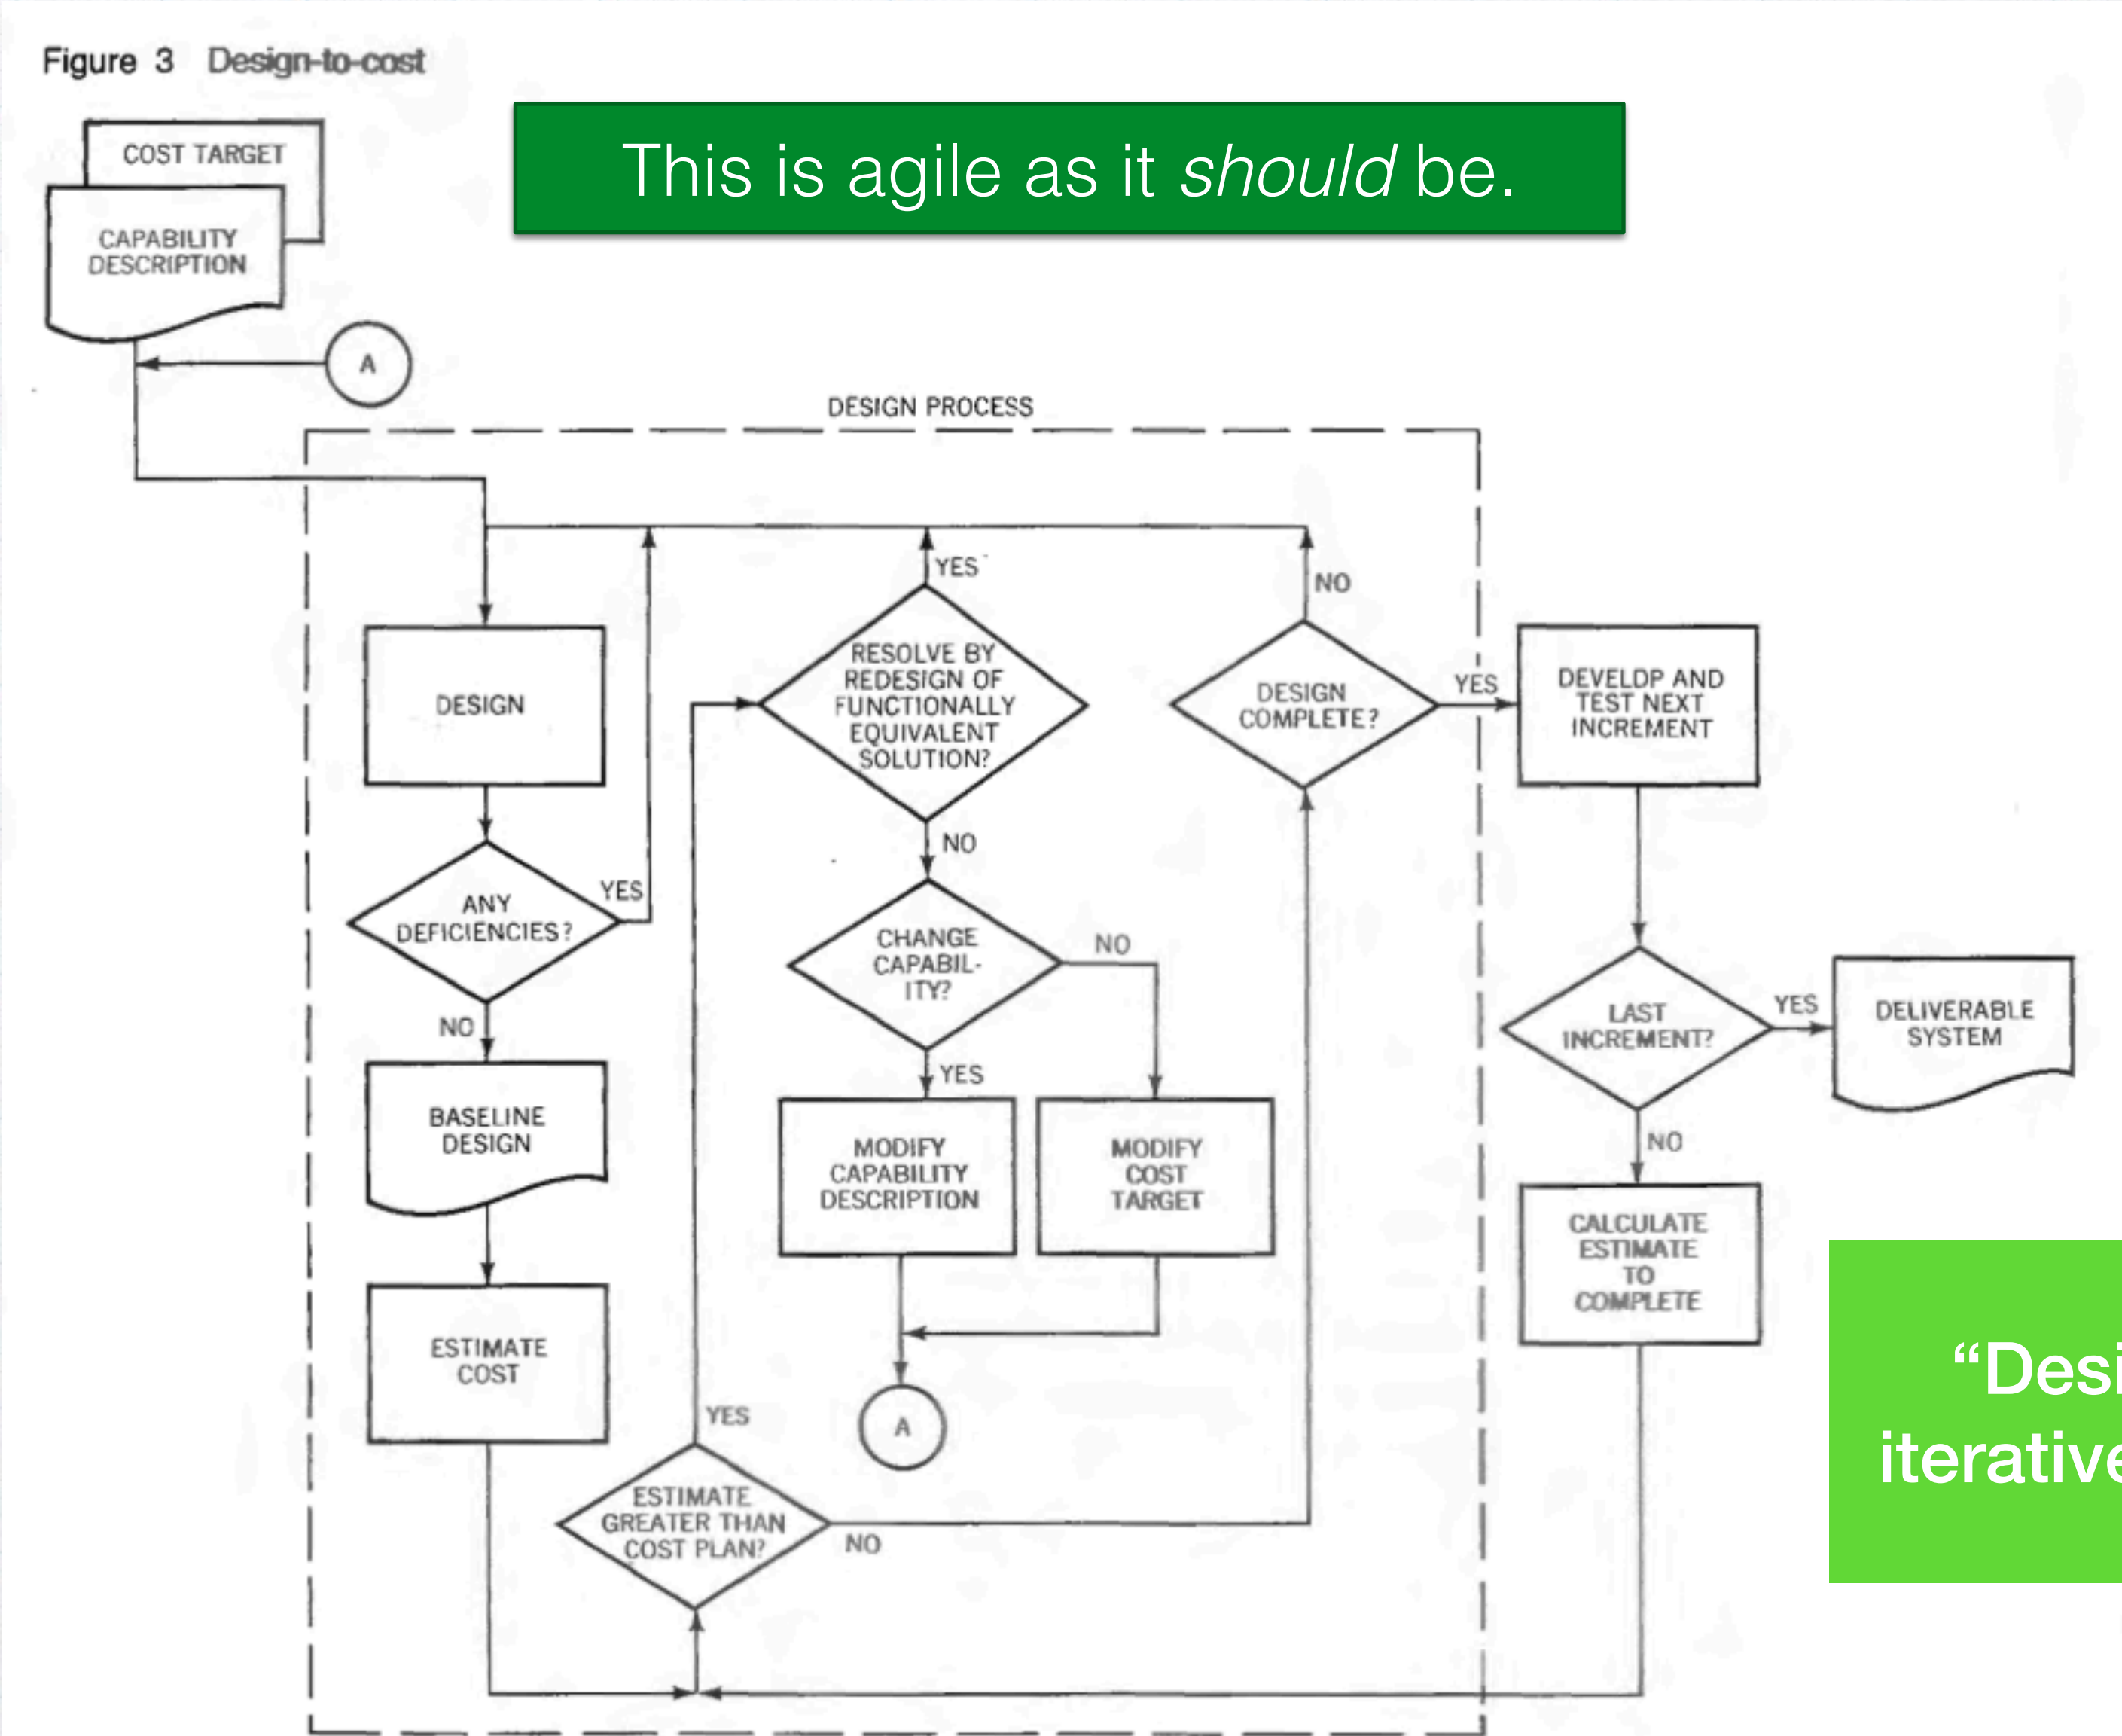 Figure 3 Design-to-cost
This is agile as it should be.
COST TARGET
CAPABILITY
DESCRIPTION
A
DESIGN PROCESS
DESIGN
ANY
DEFICIENCIES?
YES
NO
BASELINE
DESIGN
ESTIMATE
COST
ESTIMATE
GREATER THAN
COST PLAN?
YES
NO
RESOLVE BY
REDESIGN OF
FUNCTIONALLY
EQUIVALENT
SOLUTION?
YES
NO
CHANGE
CAPABIL-
ITY?
NO
YES
MODIFY
CAPABILITY
DESCRIPTION
MODIFY
COST
TARGET
A
DESIGN
COMPLETE?
NO
YES
DEVELDP AND
TEST NEXT
INCREMENT
LAST
INCREMENT?
YES
DELIVERABLE
SYSTEM
NO
CALCULATE
ESTIMATE
TO
COMPLETE
“Desi
iterative